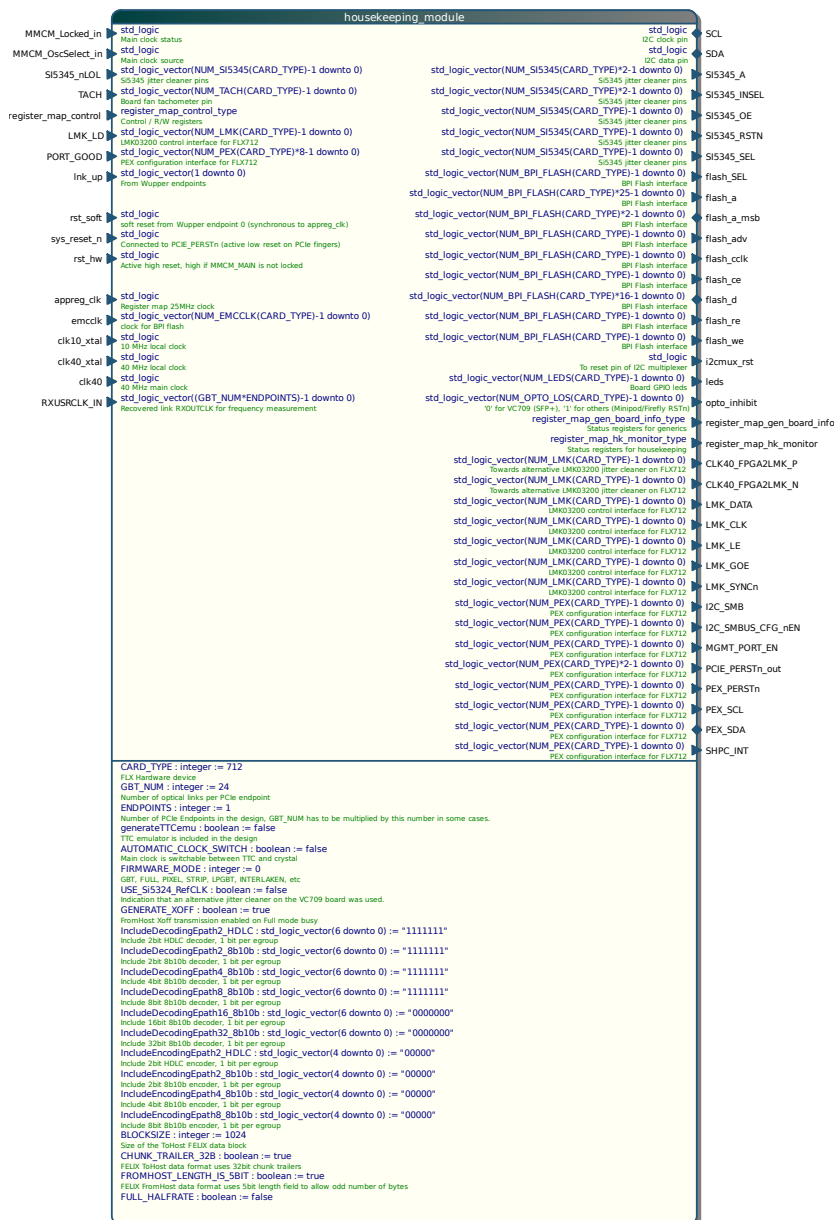 housekeeping_module
MMCM_Locked_in std_logic std_logic SCL
Main clock status I2C clock pin
MMCM_OscSelect_in std_logic std_logic SDA
Main clock source I2C data pin
SI5345_nLOL std_logic_vector(NUM_SI5345(CARD_TYPE)-1 downto 0) std_logic_vector(NUM_SI5345(CARD_TYPE)*2-1 downto 0) SI5345_A
Si5345 jitter cleaner pins Si5345 jitter cleaner pins
TACH std_logic_vector(NUM_TACH(CARD_TYPE)-1 downto 0) std_logic_vector(NUM_SI5345(CARD_TYPE)*2-1 downto 0) SI5345_INSEL
Board fan tachometer pin Si5345 jitter cleaner pins
register_map_control register_map_control_type std_logic_vector(NUM_SI5345(CARD_TYPE)-1 downto 0) SI5345_OE
Control / R/W registers Si5345 jitter cleaner pins
LMK_LD std_logic_vector(NUM_LMK(CARD_TYPE)-1 downto 0) std_logic_vector(NUM_SI5345(CARD_TYPE)-1 downto 0) SI5345_RSTN
LMK03200 control interface for FLX712 Si5345 jitter cleaner pins
PORT_GOOD std_logic_vector(NUM_PEX(CARD_TYPE)*8-1 downto 0) std_logic_vector(NUM_SI5345(CARD_TYPE)-1 downto 0) SI5345_SEL
PEX configuration interface for FLX712 Si5345 jitter cleaner pins
lnk_up std_logic_vector(1 downto 0) std_logic_vector(NUM_BPI_FLASH(CARD_TYPE)-1 downto 0) flash_SEL
From Wupper endpoints BPI Flash interface
std_logic_vector(NUM_BPI_FLASH(CARD_TYPE)*25-1 downto 0) flash_a
BPI Flash interface
rst_soft std_logic std_logic_vector(NUM_BPI_FLASH(CARD_TYPE)*2-1 downto 0) flash_a_msb
soft reset from Wupper endpoint 0 (synchronous to appreg_clk) BPI Flash interface
sys_reset_n std_logic std_logic_vector(NUM_BPI_FLASH(CARD_TYPE)-1 downto 0) flash_adv
Connected to PCIE_PERSTn (active low reset on PCIe fingers) BPI Flash interface
rst_hw std_logic std_logic_vector(NUM_BPI_FLASH(CARD_TYPE)-1 downto 0) flash_cclk
Active high reset, high if MMCM_MAIN is not locked BPI Flash interface
std_logic_vector(NUM_BPI_FLASH(CARD_TYPE)-1 downto 0) flash_ce
BPI Flash interface
appreg_clk std_logic std_logic_vector(NUM_BPI_FLASH(CARD_TYPE)*16-1 downto 0) flash_d
Register map 25MHz clock BPI Flash interface
emcclk std_logic_vector(NUM_EMCCLK(CARD_TYPE)-1 downto 0) std_logic_vector(NUM_BPI_FLASH(CARD_TYPE)-1 downto 0) flash_re
clock for BPI flash BPI Flash interface
clk10_xtal std_logic std_logic_vector(NUM_BPI_FLASH(CARD_TYPE)-1 downto 0) flash_we
10 MHz local clock BPI Flash interface
clk40_xtal std_logic std_logic i2cmux_rst
40 MHz local clock To reset pin of I2C multiplexer
clk40 std_logic std_logic_vector(NUM_LEDS(CARD_TYPE)-1 downto 0) leds
40 MHz main clock Board GPIO leds
RXUSRCLK_IN std_logic_vector((GBT_NUM*ENDPOINTS)-1 downto 0) std_logic_vector(NUM_OPTO_LOS(CARD_TYPE)-1 downto 0) opto_inhibit
Recovered link RXOUTCLK for frequency measurement '0' for VC709 (SFP+), '1' for others (Minipod/Firefly RSTn)
register_map_gen_board_info_type register_map_gen_board_info
Status registers for generics
register_map_hk_monitor_type register_map_hk_monitor
Status registers for housekeeping
std_logic_vector(NUM_LMK(CARD_TYPE)-1 downto 0) CLK40_FPGA2LMK_P
Towards alternative LMK03200 jitter cleaner on FLX712
std_logic_vector(NUM_LMK(CARD_TYPE)-1 downto 0) CLK40_FPGA2LMK_N
Towards alternative LMK03200 jitter cleaner on FLX712
std_logic_vector(NUM_LMK(CARD_TYPE)-1 downto 0) LMK_DATA
LMK03200 control interface for FLX712
std_logic_vector(NUM_LMK(CARD_TYPE)-1 downto 0) LMK_CLK
LMK03200 control interface for FLX712
std_logic_vector(NUM_LMK(CARD_TYPE)-1 downto 0) LMK_LE
LMK03200 control interface for FLX712
std_logic_vector(NUM_LMK(CARD_TYPE)-1 downto 0) LMK_GOE
LMK03200 control interface for FLX712
std_logic_vector(NUM_LMK(CARD_TYPE)-1 downto 0) LMK_SYNCn
LMK03200 control interface for FLX712
std_logic_vector(NUM_PEX(CARD_TYPE)-1 downto 0) I2C_SMB
PEX configuration interface for FLX712
std_logic_vector(NUM_PEX(CARD_TYPE)-1 downto 0) I2C_SMBUS_CFG_nEN
PEX configuration interface for FLX712
std_logic_vector(NUM_PEX(CARD_TYPE)-1 downto 0) MGMT_PORT_EN
PEX configuration interface for FLX712
std_logic_vector(NUM_PEX(CARD_TYPE)*2-1 downto 0) PCIE_PERSTn_out
PEX configuration interface for FLX712
std_logic_vector(NUM_PEX(CARD_TYPE)-1 downto 0) PEX_PERSTn
PEX configuration interface for FLX712
std_logic_vector(NUM_PEX(CARD_TYPE)-1 downto 0) PEX_SCL
PEX configuration interface for FLX712
std_logic_vector(NUM_PEX(CARD_TYPE)-1 downto 0) PEX_SDA
PEX configuration interface for FLX712
std_logic_vector(NUM_PEX(CARD_TYPE)-1 downto 0) SHPC_INT
PEX configuration interface for FLX712
CARD_TYPE : integer := 712
FLX Hardware device
GBT_NUM : integer := 24
Number of optical links per PCIe endpoint
ENDPOINTS : integer := 1
Number of PCIe Endpoints in the design, GBT_NUM has to be multiplied by this number in some cases.
generateTTCemu : boolean := false
TTC emulator is included in the design
AUTOMATIC_CLOCK_SWITCH : boolean := false
Main clock is switchable between TTC and crystal
FIRMWARE_MODE : integer := 0
GBT, FULL, PIXEL, STRIP, LPGBT, INTERLAKEN, etc
USE_Si5324_RefCLK : boolean := false
Indication that an alternative jitter cleaner on the VC709 board was used.
GENERATE_XOFF : boolean := true
FromHost Xoff transmission enabled on Full mode busy
IncludeDecodingEpath2_HDLC : std_logic_vector(6 downto 0) := "1111111"
Include 2bit HDLC decoder, 1 bit per egroup
IncludeDecodingEpath2_8b10b : std_logic_vector(6 downto 0) := "1111111"
Include 2bit 8b10b decoder, 1 bit per egroup
IncludeDecodingEpath4_8b10b : std_logic_vector(6 downto 0) := "1111111"
Include 4bit 8b10b decoder, 1 bit per egroup
IncludeDecodingEpath8_8b10b : std_logic_vector(6 downto 0) := "1111111"
Include 8bit 8b10b decoder, 1 bit per egroup
IncludeDecodingEpath16_8b10b : std_logic_vector(6 downto 0) := "0000000"
Include 16bit 8b10b decoder, 1 bit per egroup
IncludeDecodingEpath32_8b10b : std_logic_vector(6 downto 0) := "0000000"
Include 32bit 8b10b decoder, 1 bit per egroup
IncludeEncodingEpath2_HDLC : std_logic_vector(4 downto 0) := "00000"
Include 2bit HDLC encoder, 1 bit per egroup
IncludeEncodingEpath2_8b10b : std_logic_vector(4 downto 0) := "00000"
Include 2bit 8b10b encoder, 1 bit per egroup
IncludeEncodingEpath4_8b10b : std_logic_vector(4 downto 0) := "00000"
Include 4bit 8b10b encoder, 1 bit per egroup
IncludeEncodingEpath8_8b10b : std_logic_vector(4 downto 0) := "00000"
Include 8bit 8b10b encoder, 1 bit per egroup
BLOCKSIZE : integer := 1024
Size of the ToHost FELIX data block
CHUNK_TRAILER_32B : boolean := true
FELIX ToHost data format uses 32bit chunk trailers
FROMHOST_LENGTH_IS_5BIT : boolean := true
FELIX FromHost data format uses 5bit length field to allow odd number of bytes
FULL_HALFRATE : boolean := false